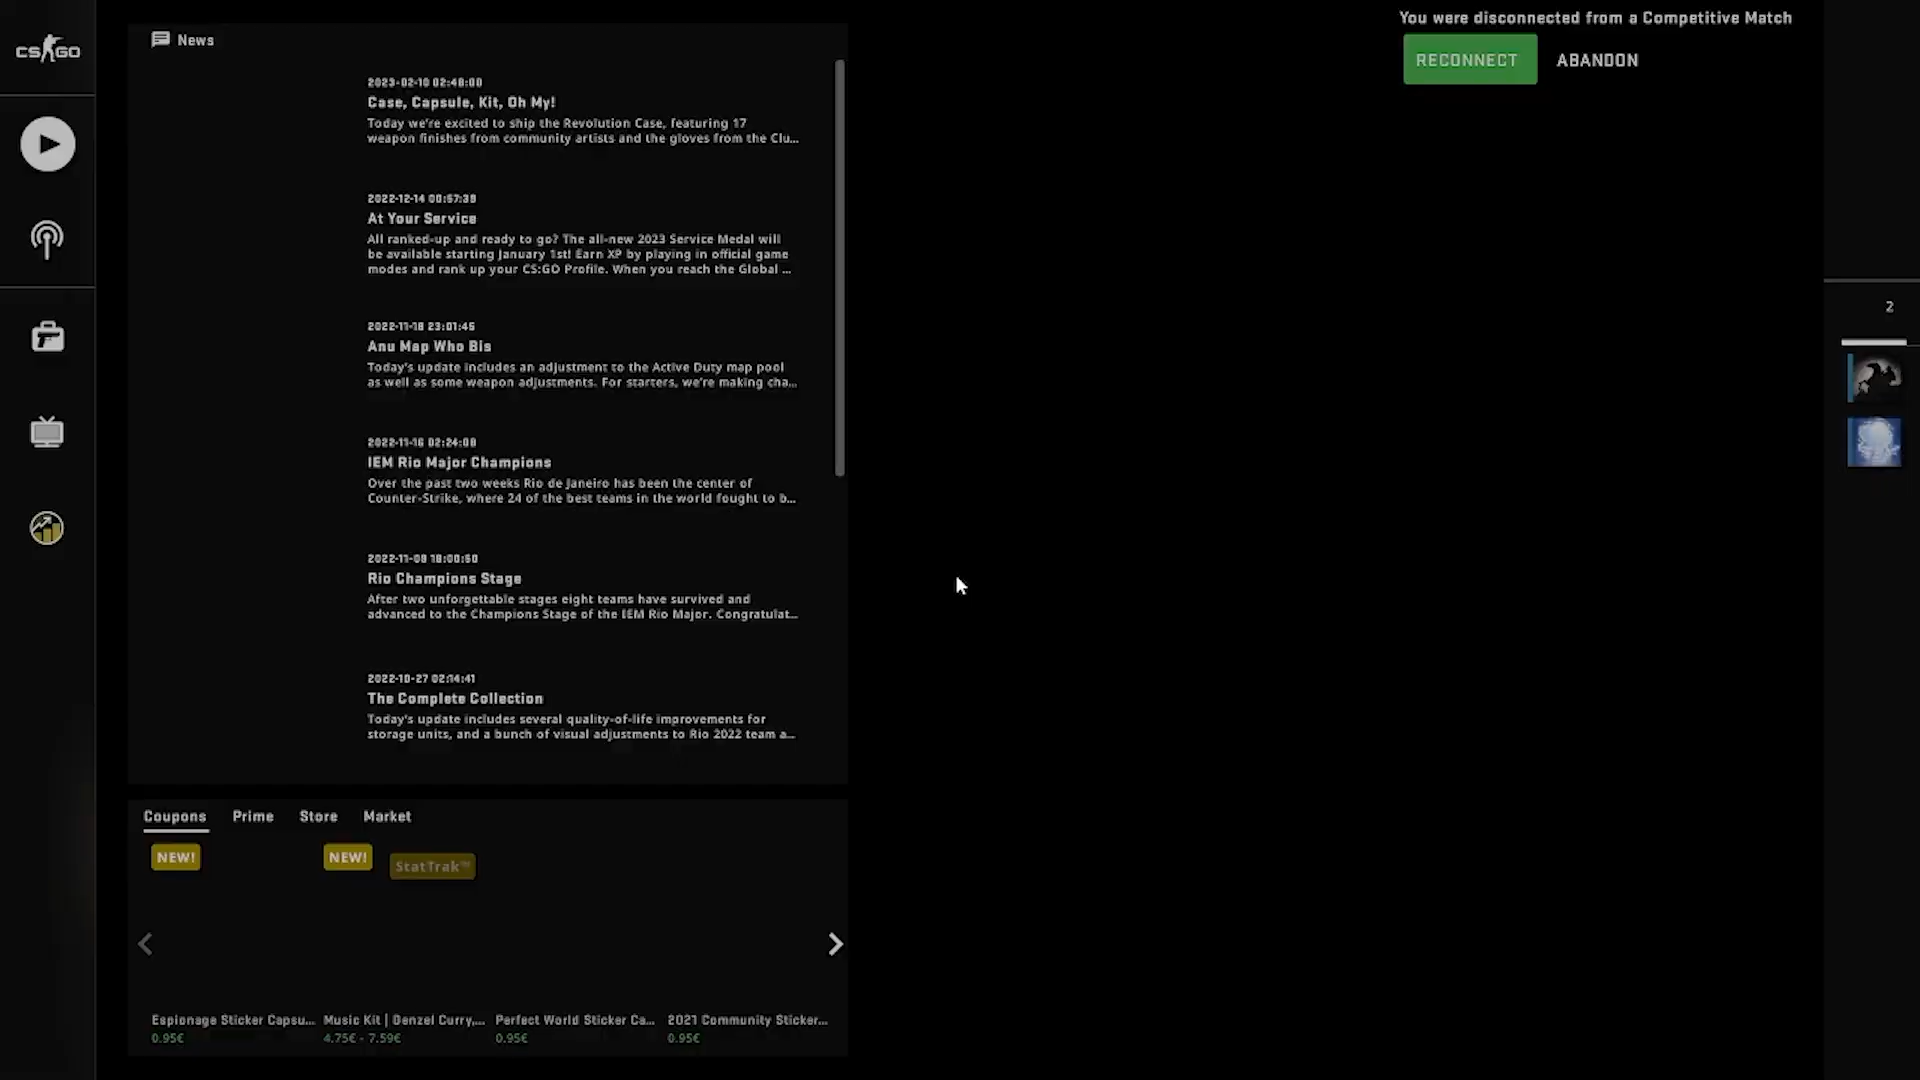 CS GO
News
2023-02-10 02:48:00
Case, Capsule, Kit, Oh My!
Today we're excited to ship the Revolution Case, featuring 17
weapon finishes from community artists and the gloves from the Clu...
2022-12-14 00:57:39
At Your Service
All ranked-up and ready to go? The all-new 2023 Service Medal will
be available starting January 1st! Earn XP by playing in official game
modes and rank up your CS:GO Profile. When you reach the Global ...
2022-11-18 23:01:45
Anu Map Who Bis
Today's update includes an adjustment to the Active Duty map pool
as well as some weapon adjustments. For starters, we're making cha...
2022-11-16 02:24:00
IEM Rio Major Champions
Over the past two weeks Rio de Janeiro has been the center of
Counter-Strike, where 24 of the best teams in the world fought to b...
2022-11-09 18:00:50
Rio Champions Stage
After two unforgettable stages eight teams have survived and
advanced to the Champions Stage of the IEM Rio Major. Congratulat...
2022-10-27 02:14:41
The Complete Collection
Today's update includes several quality-of-life improvements for
storage units, and a bunch of visual adjustments to Rio 2022 team a...
Coupons Prime Store Market
NEW! NEW! StatTrak™
Espionage Sticker Capsu... Music Kit | Denzel Curry,... Perfect World Sticker Ca... 2021 Community Sticker...
0.95€ 4.75€ - 7.59€ 0.95€ 0.95€
You were disconnected from a Competitive Match
RECONNECT ABANDON
2